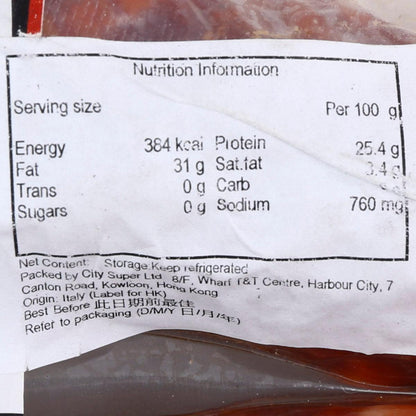 Nutrition Information
Serving size Per 100 g
Energy 384 kcal Protein 25.4 g
Fat 31 g Sat.fat 3.4 g
Trans 0 g Carb
Sugars 0 g Sodium 760 mg
Net Content: Storage:Keep refrigerated
Packed by City Super Ltd., 8/F, Wharf T&T Centre, Harbour City, 7
Canton Road, Kowloon, Hong Kong
Origin: Italy (Label for HK)
Best Before 此日期前最佳
Refer to packaging (D/M/Y 日/月/年)